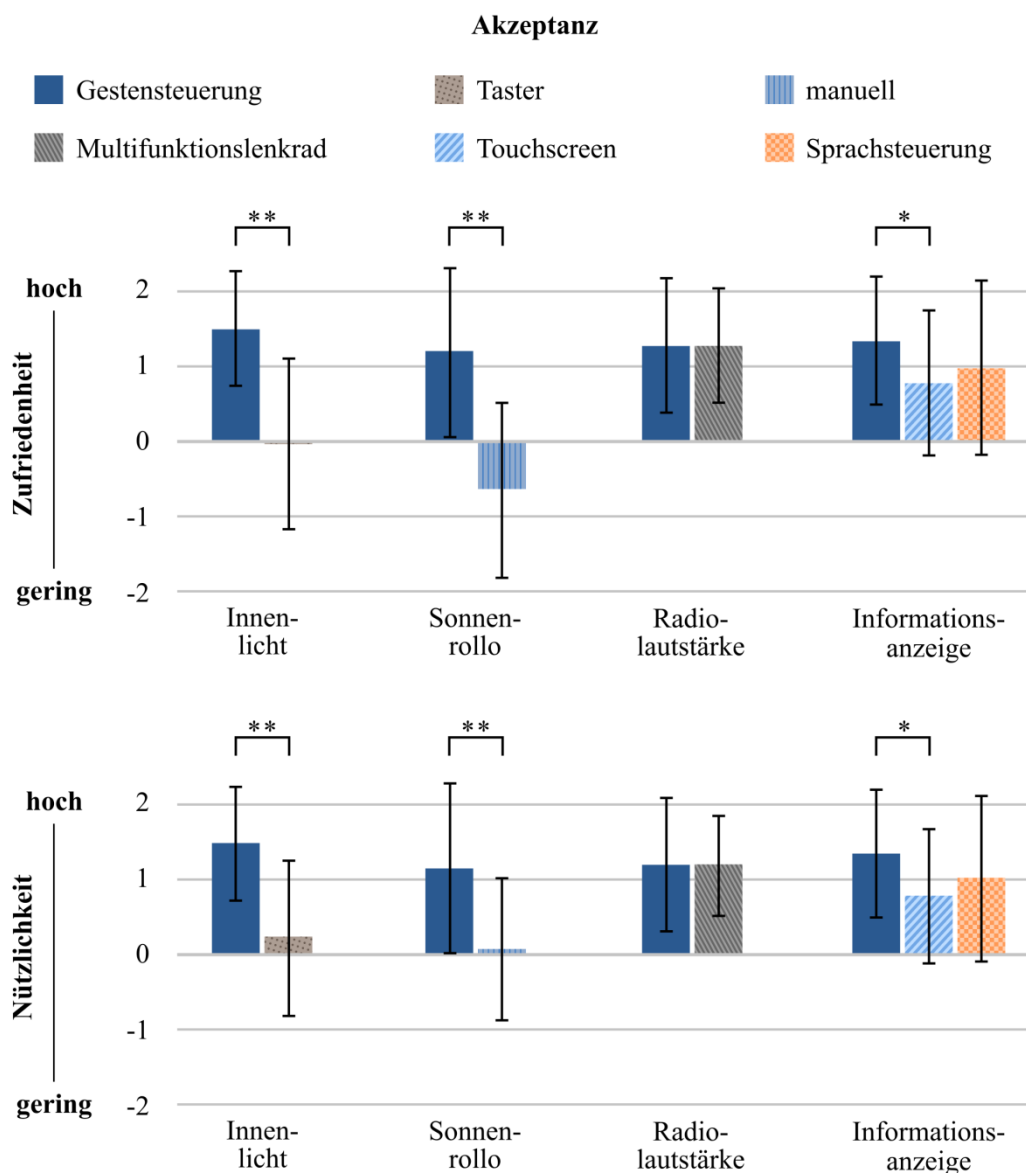 Akzeptanz
Gestensteuerung
Taster
manuell
Multifunktionslenkrad
Touchscreen
Sprachsteuerung
** ** *
hoch
Zufriedenheit
gering
2
1
0
-1
-2
Innen-
licht
Sonnen-
rollo
Radio-
lautstärke
Informations-
anzeige
** ** *
hoch
Nützlichkeit
gering
2
1
0
-1
-2
Innen-
licht
Sonnen-
rollo
Radio-
lautstärke
Informations-
anzeige